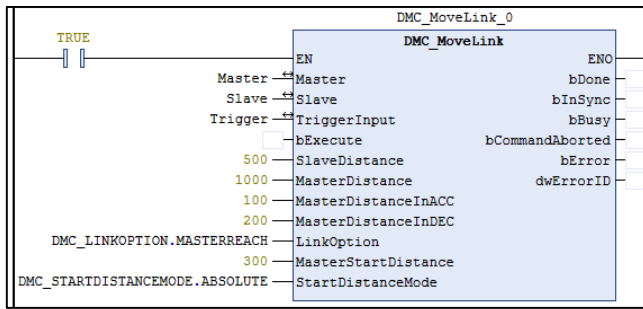 DMC_MoveLink_0
TRUE
DMC_MoveLink
EN ENO
Master Master bDone
Slave Slave bInSync
Trigger TriggerInput bBusy
bExecute bCommandAborted
500 SlaveDistance bError
1000 MasterDistance dwErrorID
100 MasterDistanceInACC
200 MasterDistanceInDEC
DMC_LINKOPTION.MASTERREACH LinkOption
300 MasterStartDistance
DMC_STARTDISTANCEMODE.ABSOLUTE StartDistanceMode